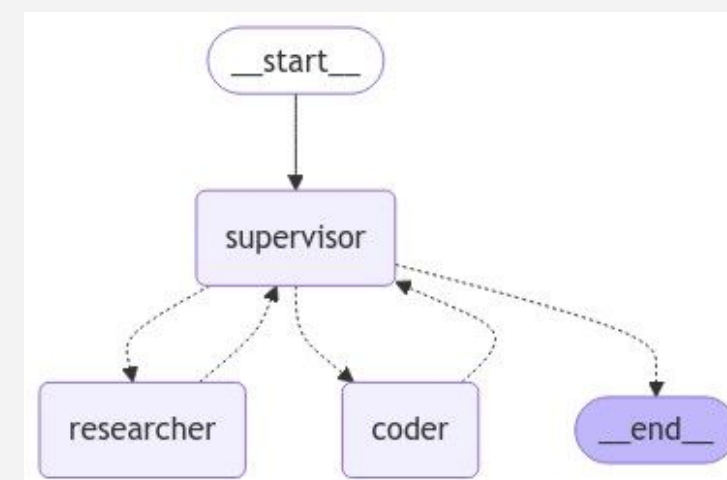 __start__
supervisor
researcher
coder
__end__